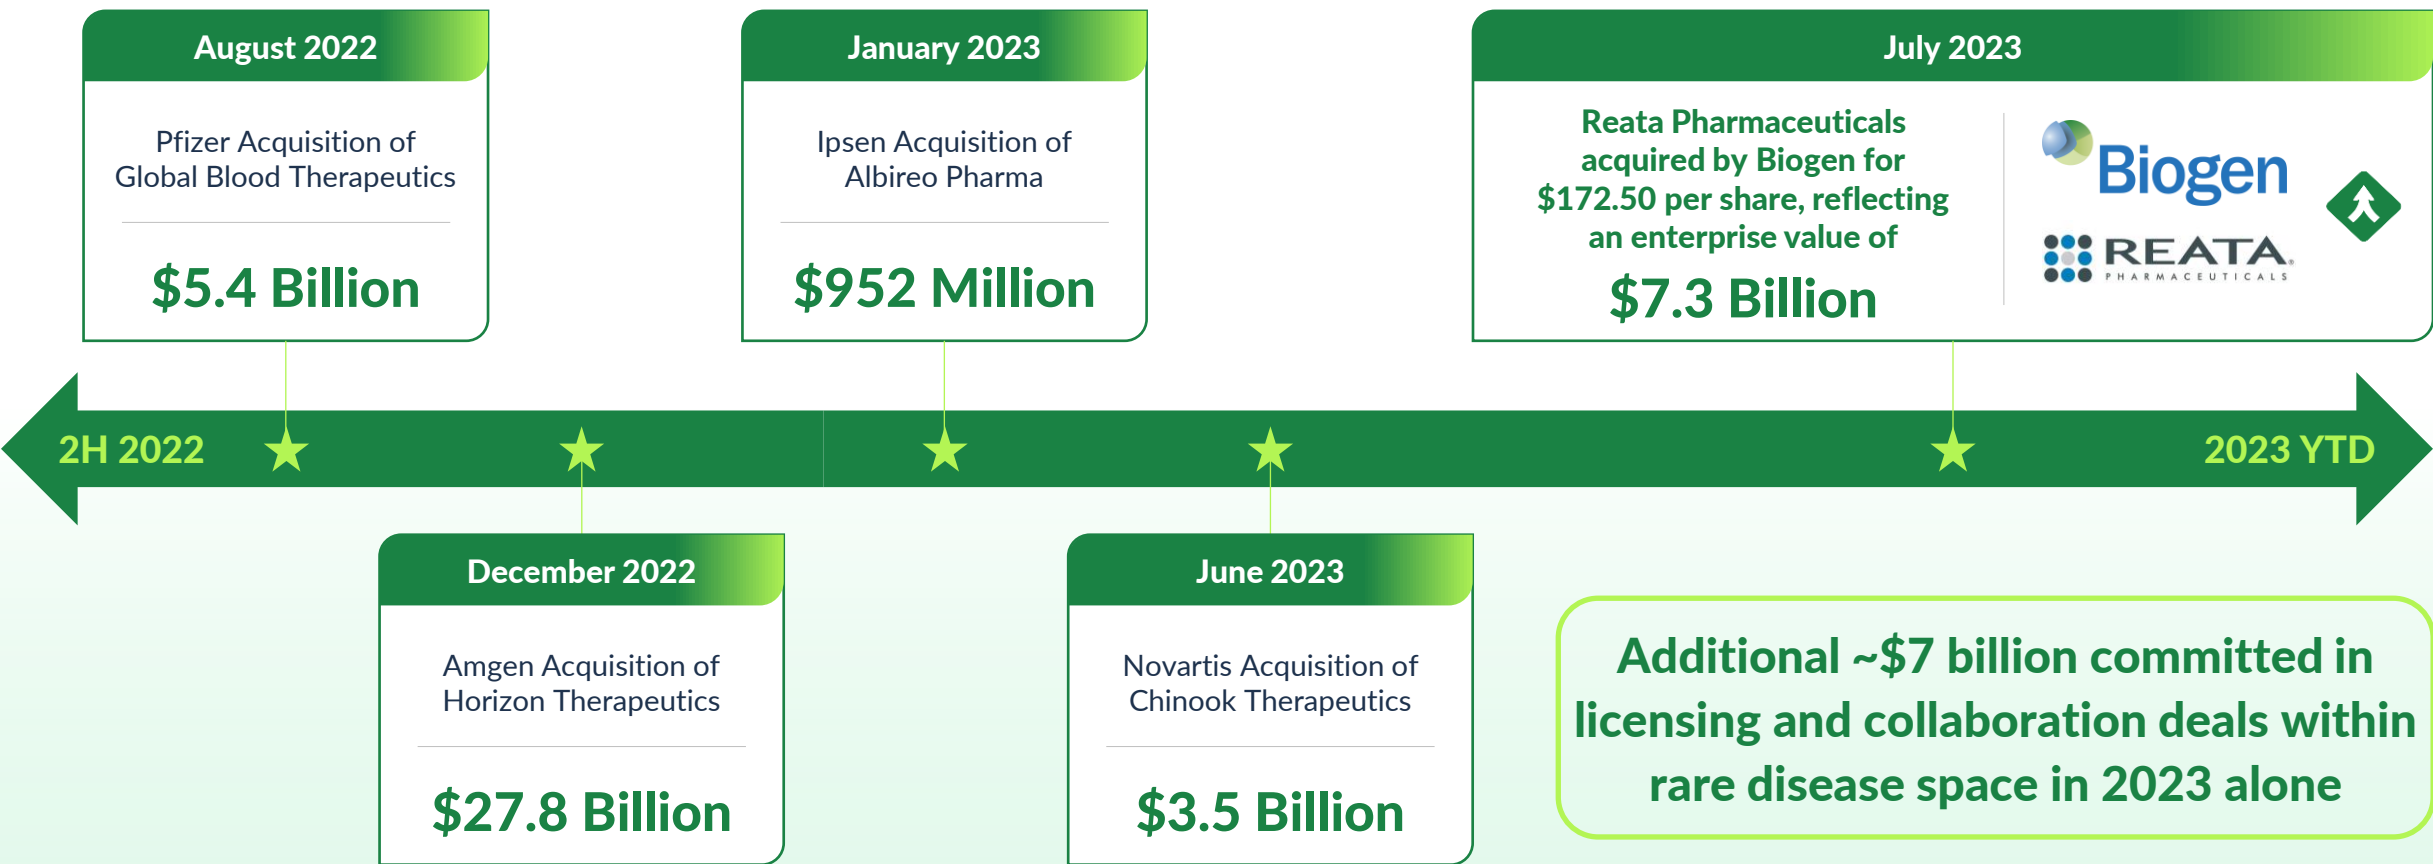 August 2022
Pfizer Acquisition of
Global Blood Therapeutics
$5.4 Billion
January 2023
Ipsen Acquisition of
Albireo Pharma
$952 Million
July 2023
Reata Pharmaceuticals
acquired by Biogen for
$172.50 per share, reflecting
an enterprise value of
$7.3 Billion
Biogen
REATA®
PHARMACEUTICALS
2H 2022
2023 YTD
December 2022
Amgen Acquisition of
Horizon Therapeutics
$27.8 Billion
June 2023
Novartis Acquisition of
Chinook Therapeutics
$3.5 Billion
Additional ~$7 billion committed in
licensing and collaboration deals within
rare disease space in 2023 alone